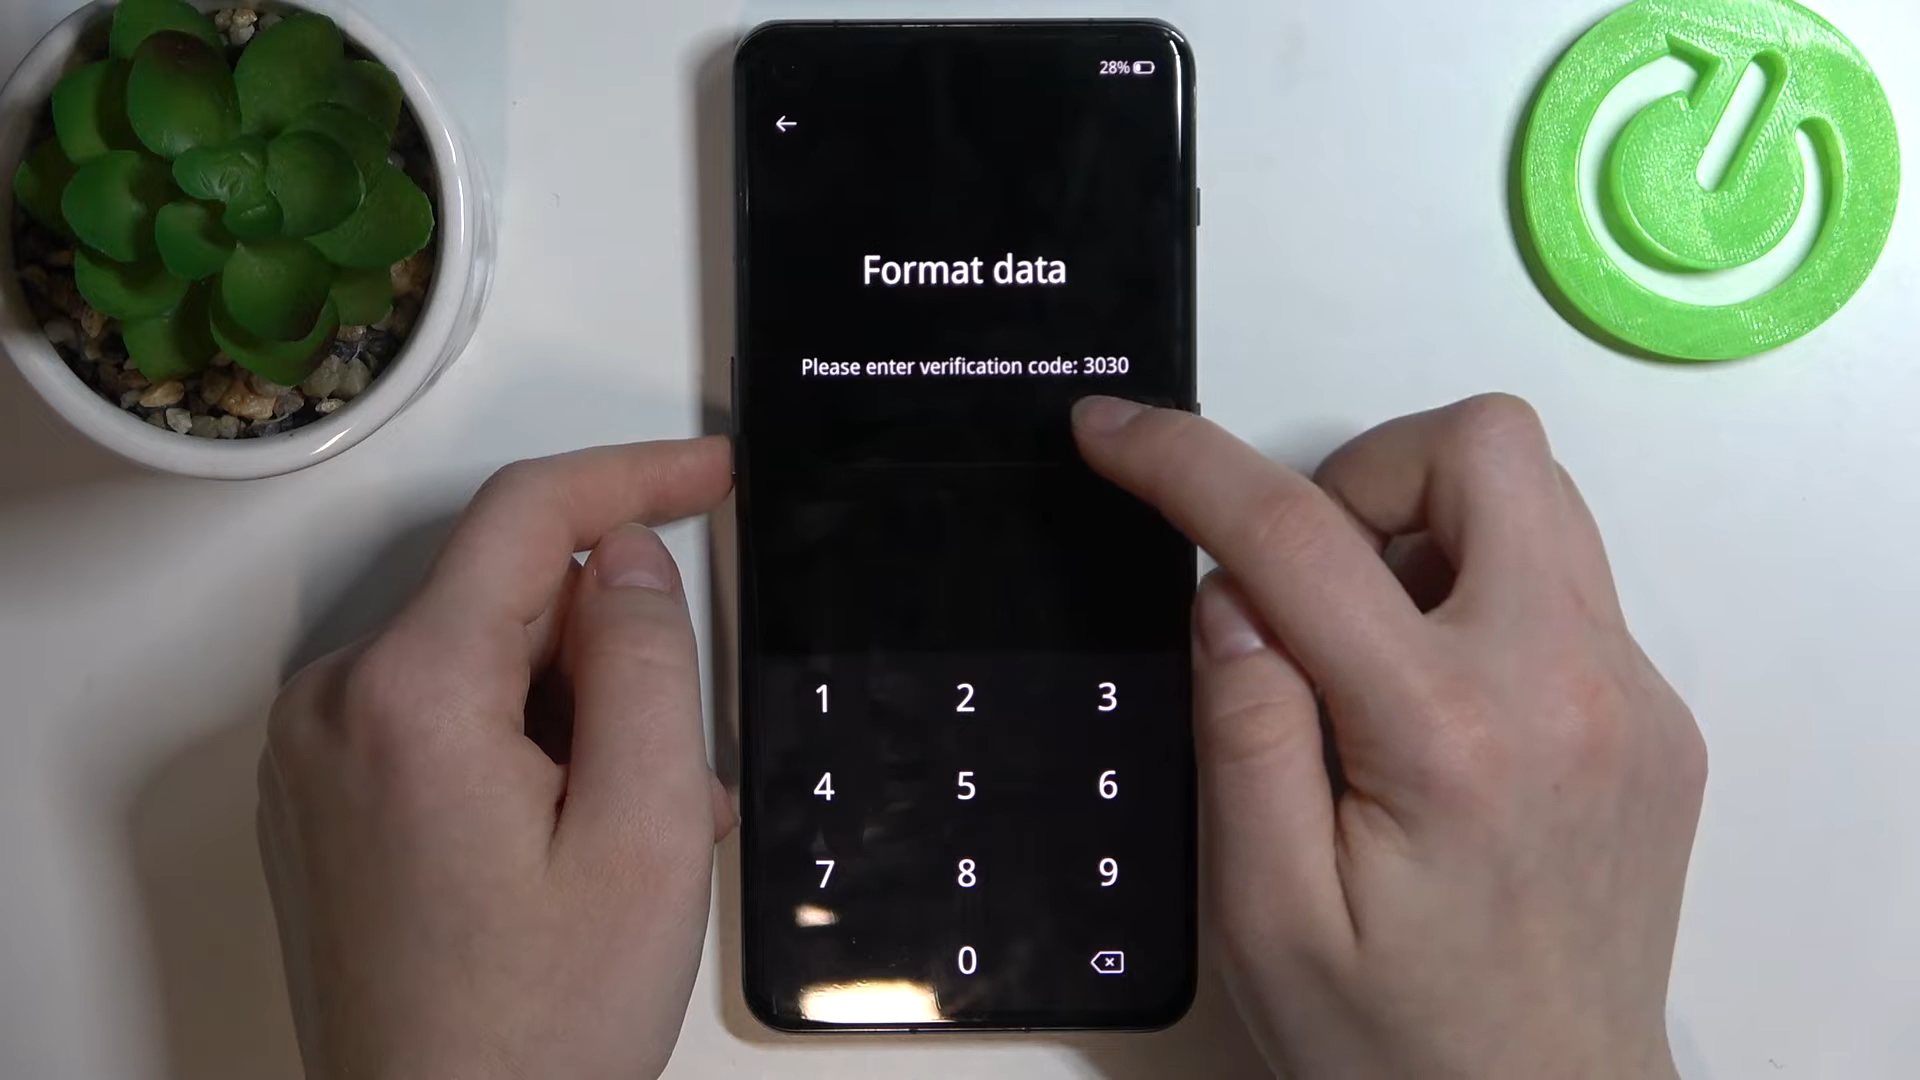 28%
Format data
Please enter verification code: 3030
1 2 3
4 5 6
7 8 9
0